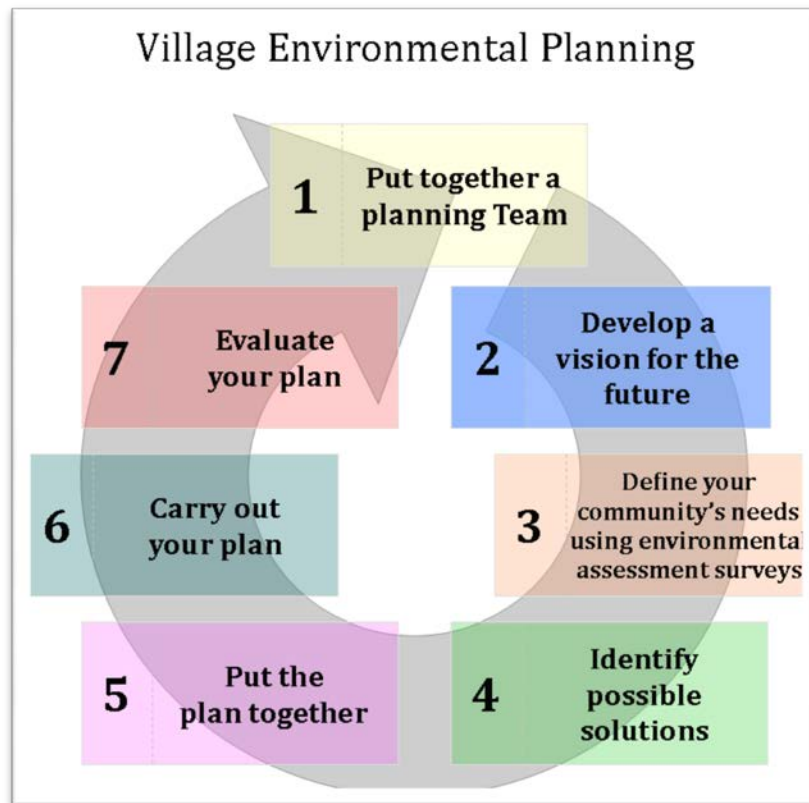 Village Environmental Planning
1
Put together a
planning Team
2
Develop a
vision for the
future
3
Define your
community's needs
using environmental
assessment surveys
4
Identify
possible
solutions
5
Put the
plan together
6
Carry out
your plan
7
Evaluate
your plan